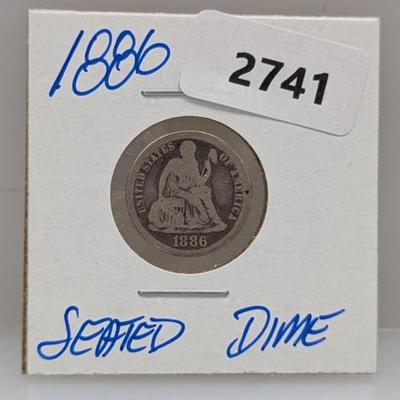 1886
2741
UNITED STATES OF AMERICA
1886
SEATED DIME